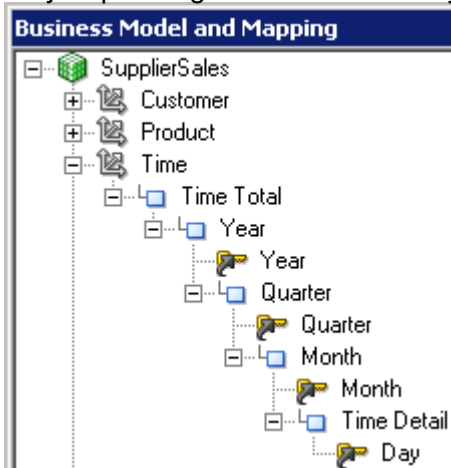 Business Model and Mapping
SupplierSales
Customer
Product
Time
Time Total
Year
Year
Quarter
Quarter
Month
Month
Time Detail
Day